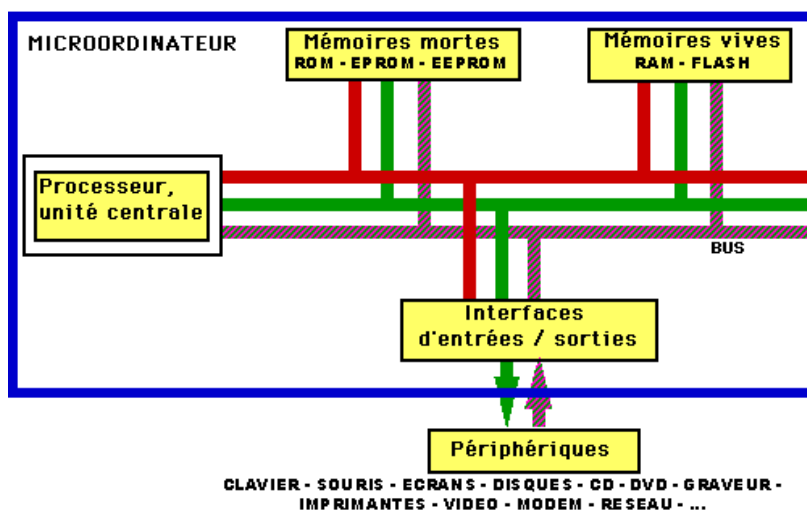 MICROORDINATEUR
Mémoires mortes
ROM - EPROM - EEPROM
Mémoires vives
RAM - FLASH
Processeur,
unité centrale
BUS
Interfaces
d'entrées / sorties
Périphériques
CLAVIER - SOURIS - ECRANS - DISQUES - CD - DVD - GRAVEUR -
IMPRIMANTES - VIDEO - MODEM - RESEAU - ...